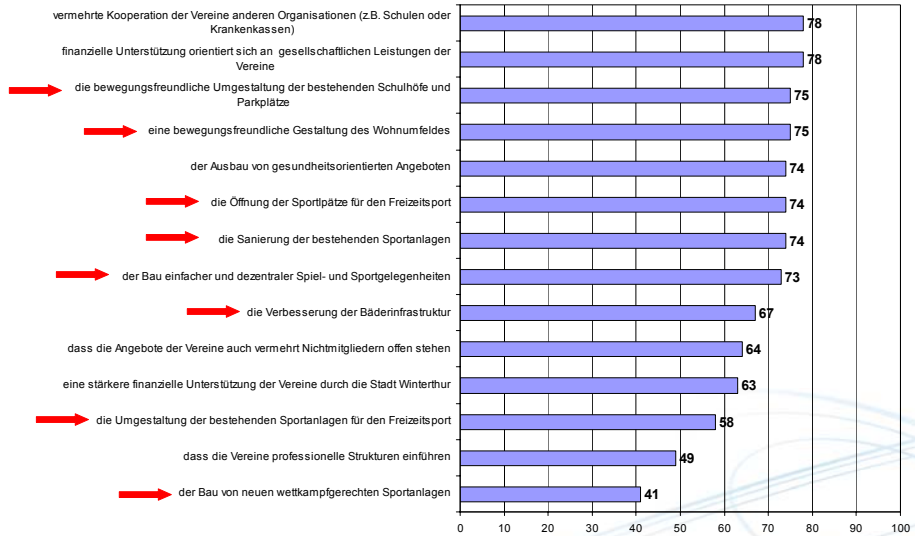 vermehrte Kooperation der Vereine anderen Organisationen (z.B. Schulen oder
Krankenkassen)
78
finanzielle Unterstützung orientiert sich an gesellschaftlichen Leistungen der
Vereine
78
die bewegungsfreundliche Umgestaltung der bestehenden Schulhöfe und
Parkplätze
75
eine bewegungsfreundliche Gestaltung des Wohnumfeldes
75
der Ausbau von gesundheitsorientierten Angeboten
74
die Öffnung der Sportlpätze für den Freizeitsport
74
die Sanierung der bestehenden Sportanlagen
74
der Bau einfacher und dezentraler Spiel- und Sportgelegenheiten
73
die Verbesserung der Bäderinfrastruktur
67
dass die Angebote der Vereine auch vermehrt Nichtmitgliedern offen stehen
64
eine stärkere finanzielle Unterstützung der Vereine durch die Stadt Winterthur
63
die Umgestaltung der bestehenden Sportanlagen für den Freizeitsport
58
dass die Vereine professionelle Strukturen einführen
49
der Bau von neuen wettkampfgerechten Sportanlagen
41
0 10 20 30 40 50 60 70 80 90 100